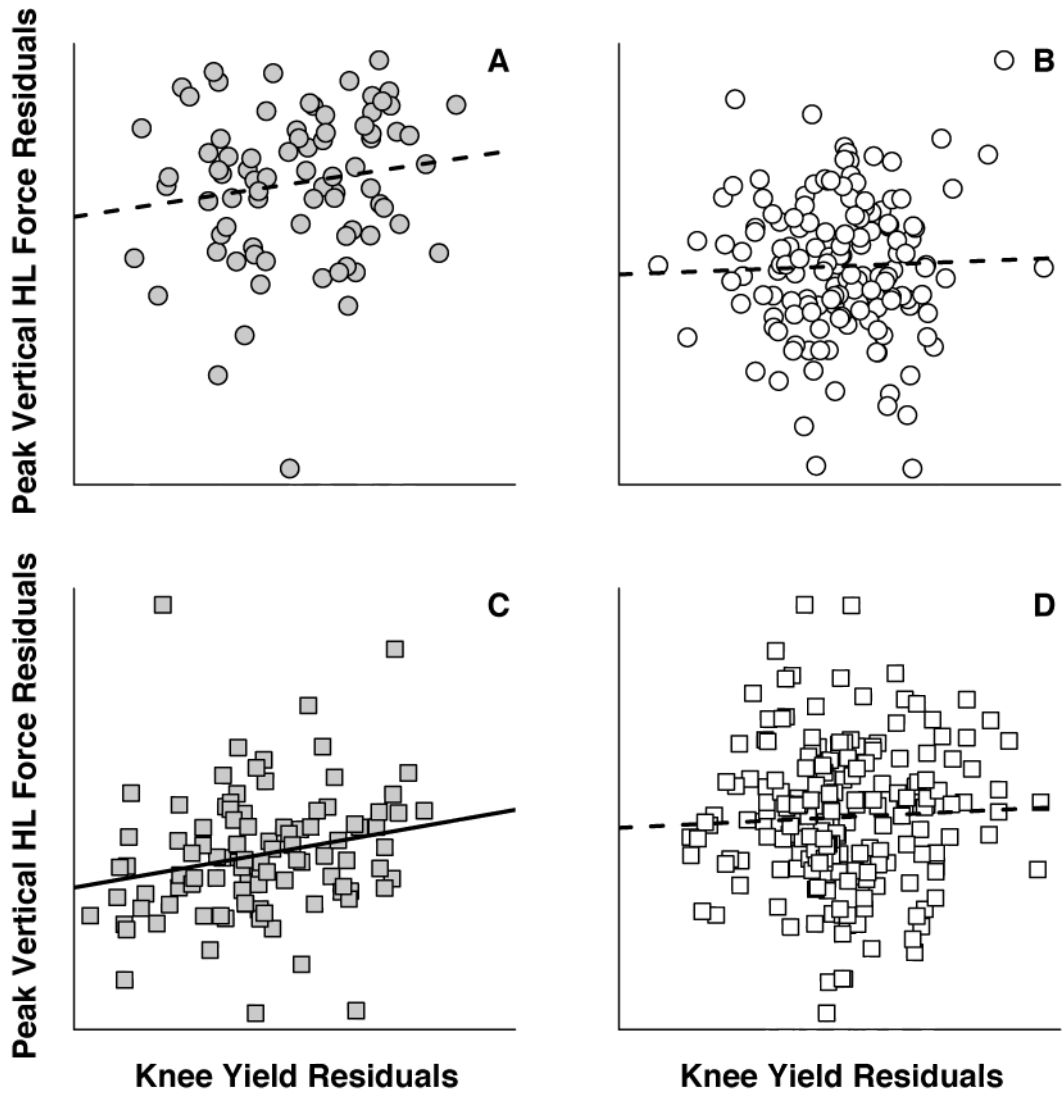 Peak Vertical HL Force Residuals
A
B
Peak Vertical HL Force Residuals
C
D
Knee Yield Residuals
Knee Yield Residuals